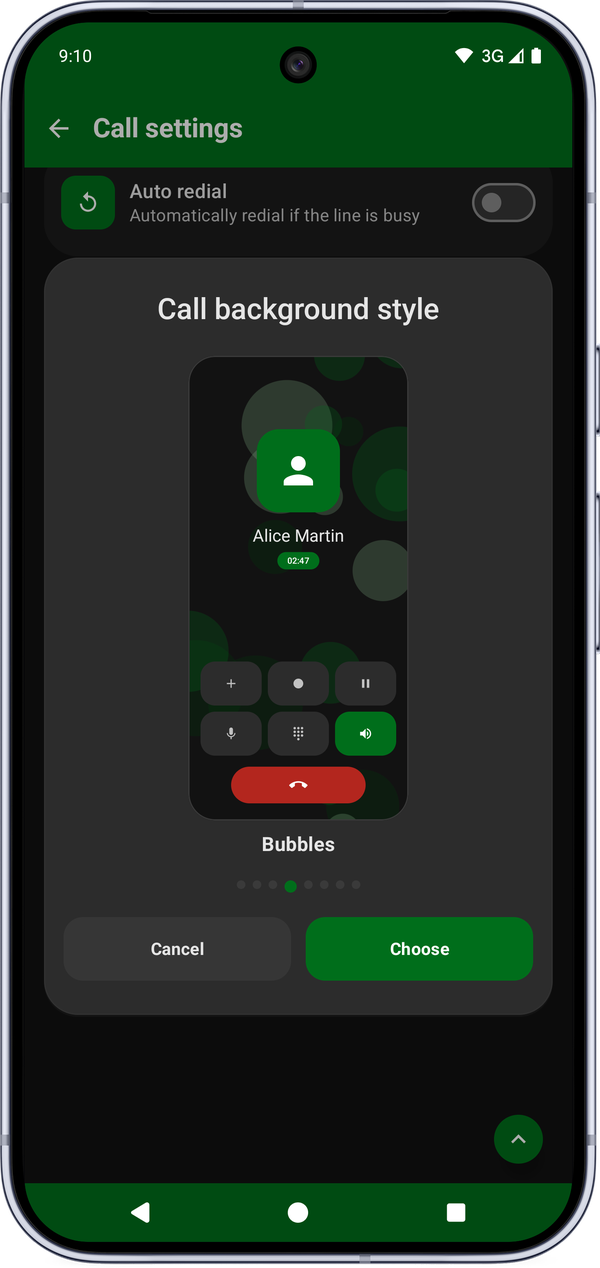 9:10
3G
Call settings
Auto redial
Automatically redial if the line is busy
Call background style
Alice Martin
02:47
Bubbles
Cancel
Choose